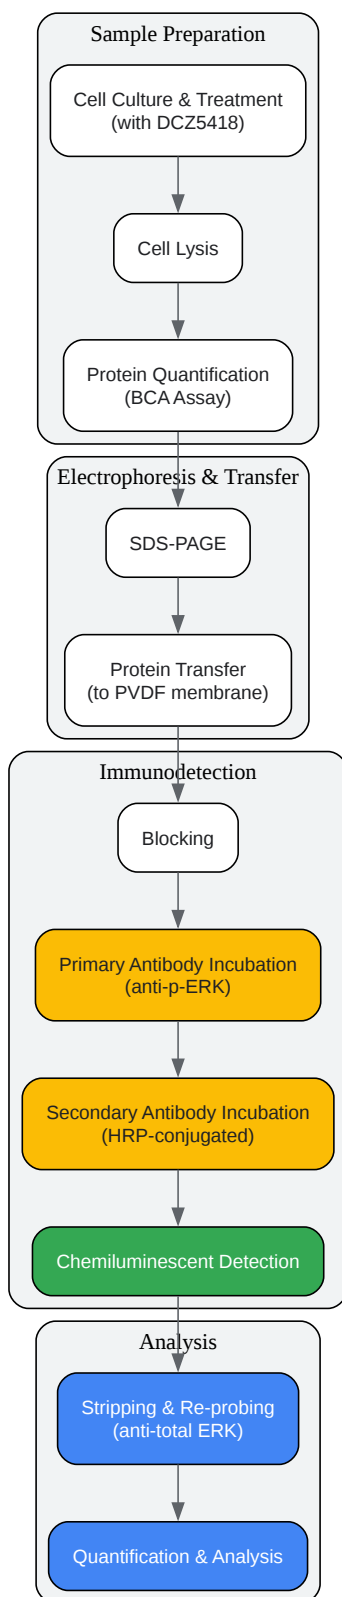 Sample Preparation
Cell Culture & Treatment
(with DCZ5418)
Cell Lysis
Protein Quantification
(BCA Assay)
Electrophoresis & Transfer
SDS-PAGE
Protein Transfer
(to PVDF membrane)
Immunodetection
Blocking
Primary Antibody Incubation
(anti-p-ERK)
Secondary Antibody Incubation
(HRP-conjugated)
Chemiluminescent Detection
Analysis
Stripping & Re-probing
(anti-total ERK)
Quantification & Analysis